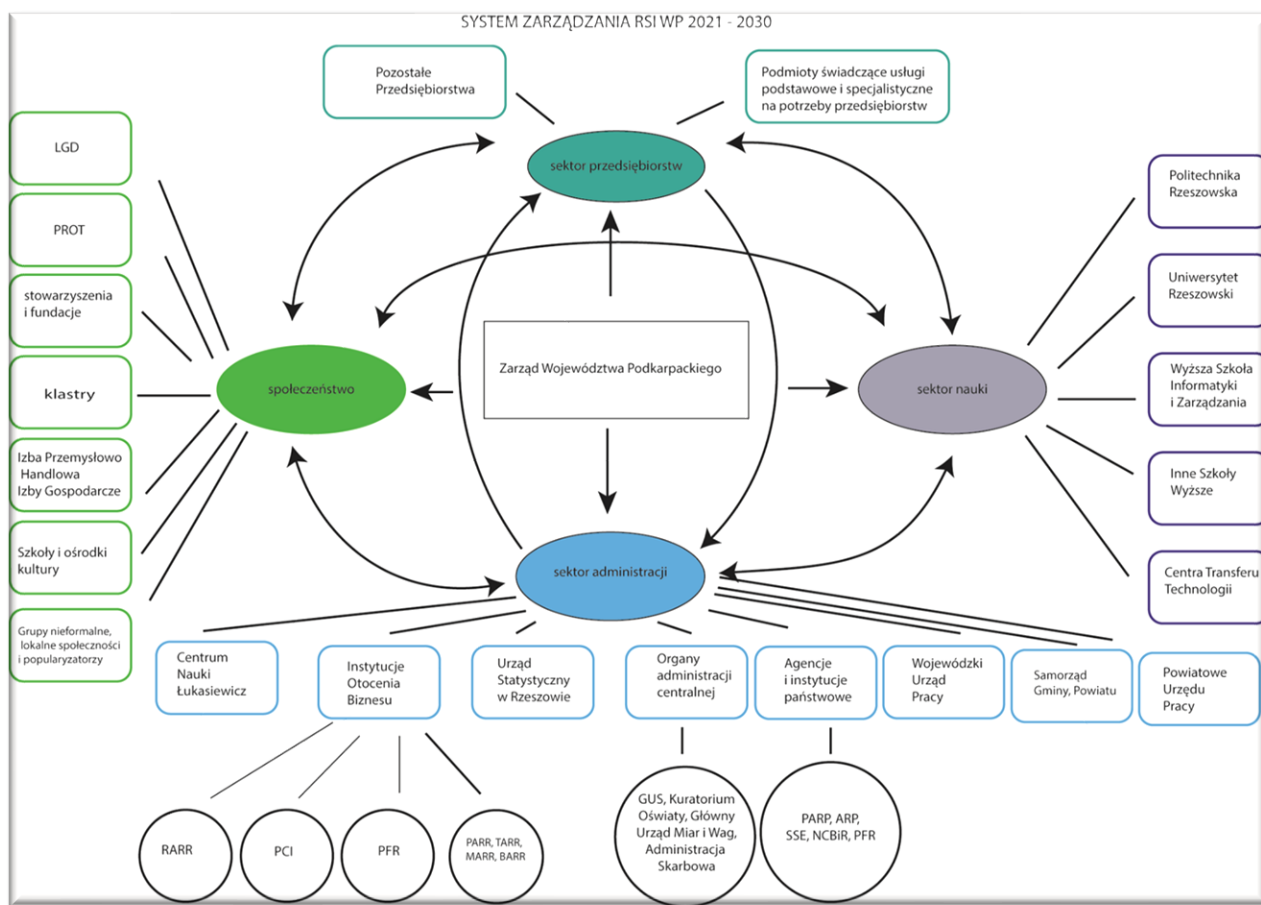 SYSTEM ZARZĄDZANIA RSI WP 2021 - 2030
Pozostałe
Przedsiębiorstwa
Podmioty świadczące usługi
podstawowe i specjalistyczne
na potrzeby przedsiębiorstw
sektor przedsiębiorstw
LGD
PROT
stowarzyszenia
i fundacje
klastry
Izba Przemysłowo
Handlowa
Izby Gospodarcze
Szkoły i ośrodki
kultury
Grupy nieformalne,
lokalne społeczności
i popularyzatorzy
społeczeństwo
Zarząd Województwa Podkarpackiego
sektor nauki
Politechnika
Rzeszowska
Uniwersytet
Rzeszowski
Wyższa Szkoła
Informatyki
i Zarządzania
Inne Szkoły
Wyższe
Centra Transferu
Technologii
sektor administracji
Centrum
Nauki
Łukasiewicz
Instytucje
Otocenia
Biznesu
Urząd
Statystyczny
w Rzeszowie
Organy
administracji
centralnej
Agencje
i instytucje
państwowe
Wojewódzki
Urząd
Pracy
Samorząd
Gminy, Powiatu
Powiatowe
Urzędu
Pracy
RARR
PCI
PFR
PARR, TARR,
MARR, BARR
GUS, Kuratorium
Oświaty, Główny
Urząd Miar i Wag,
Administracja
Skarbowa
PARP, ARP,
SSE, NCBiR, PFR